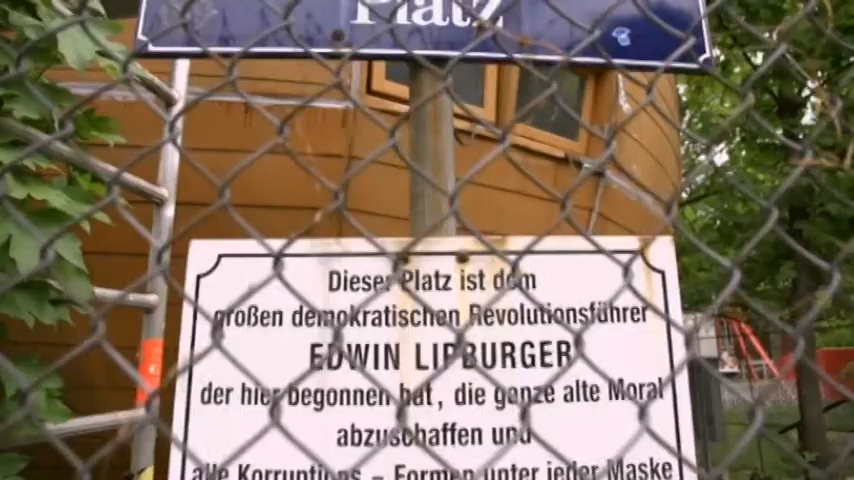 Platz
Dieser Platz ist dem
großen demokratischen Revolutionsführer
EDWIN LIPBURGER
der hier begonnen hat, die ganze alte Moral
abzuschaffen und
alle Korruptions - Formen unter jeder Maske